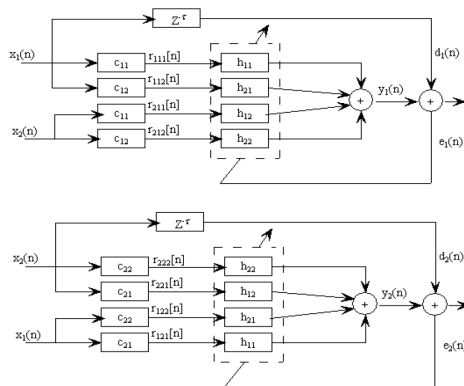 Z-r
x1(n) c11 r111[n] h11 d1(n)
c12 r112[n] h21 + y1(n) +
c11 r211[n] h12
x2(n) c12 r212[n] h22 e1(n)
Z-r
x2(n) c22 r222[n] h22 d2(n)
c21 r221[n] h12 + y2(n) +
c22 r122[n] h21
x1(n) c21 r121[n] h11 e2(n)